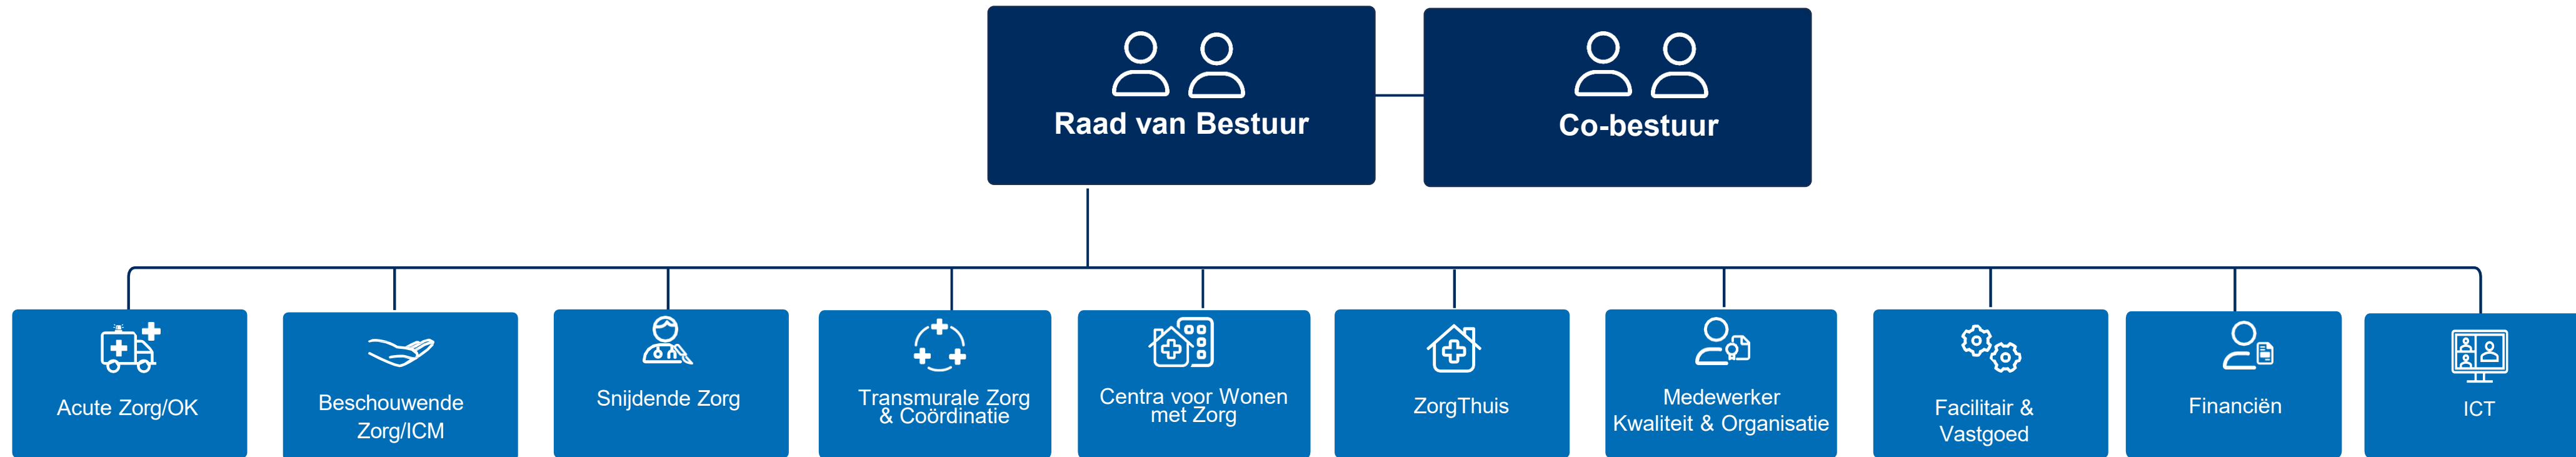 Raad van Bestuur
Co-bestuur
Acute Zorg/OK
Beschouwende
Zorg/ICM
Snijdende Zorg
Transmurale Zorg
& Coördinatie
Centra voor Wonen
met Zorg
ZorgThuis
Medewerker
Kwaliteit & Organisatie
Facilitair &
Vastgoed
Financiën
ICT